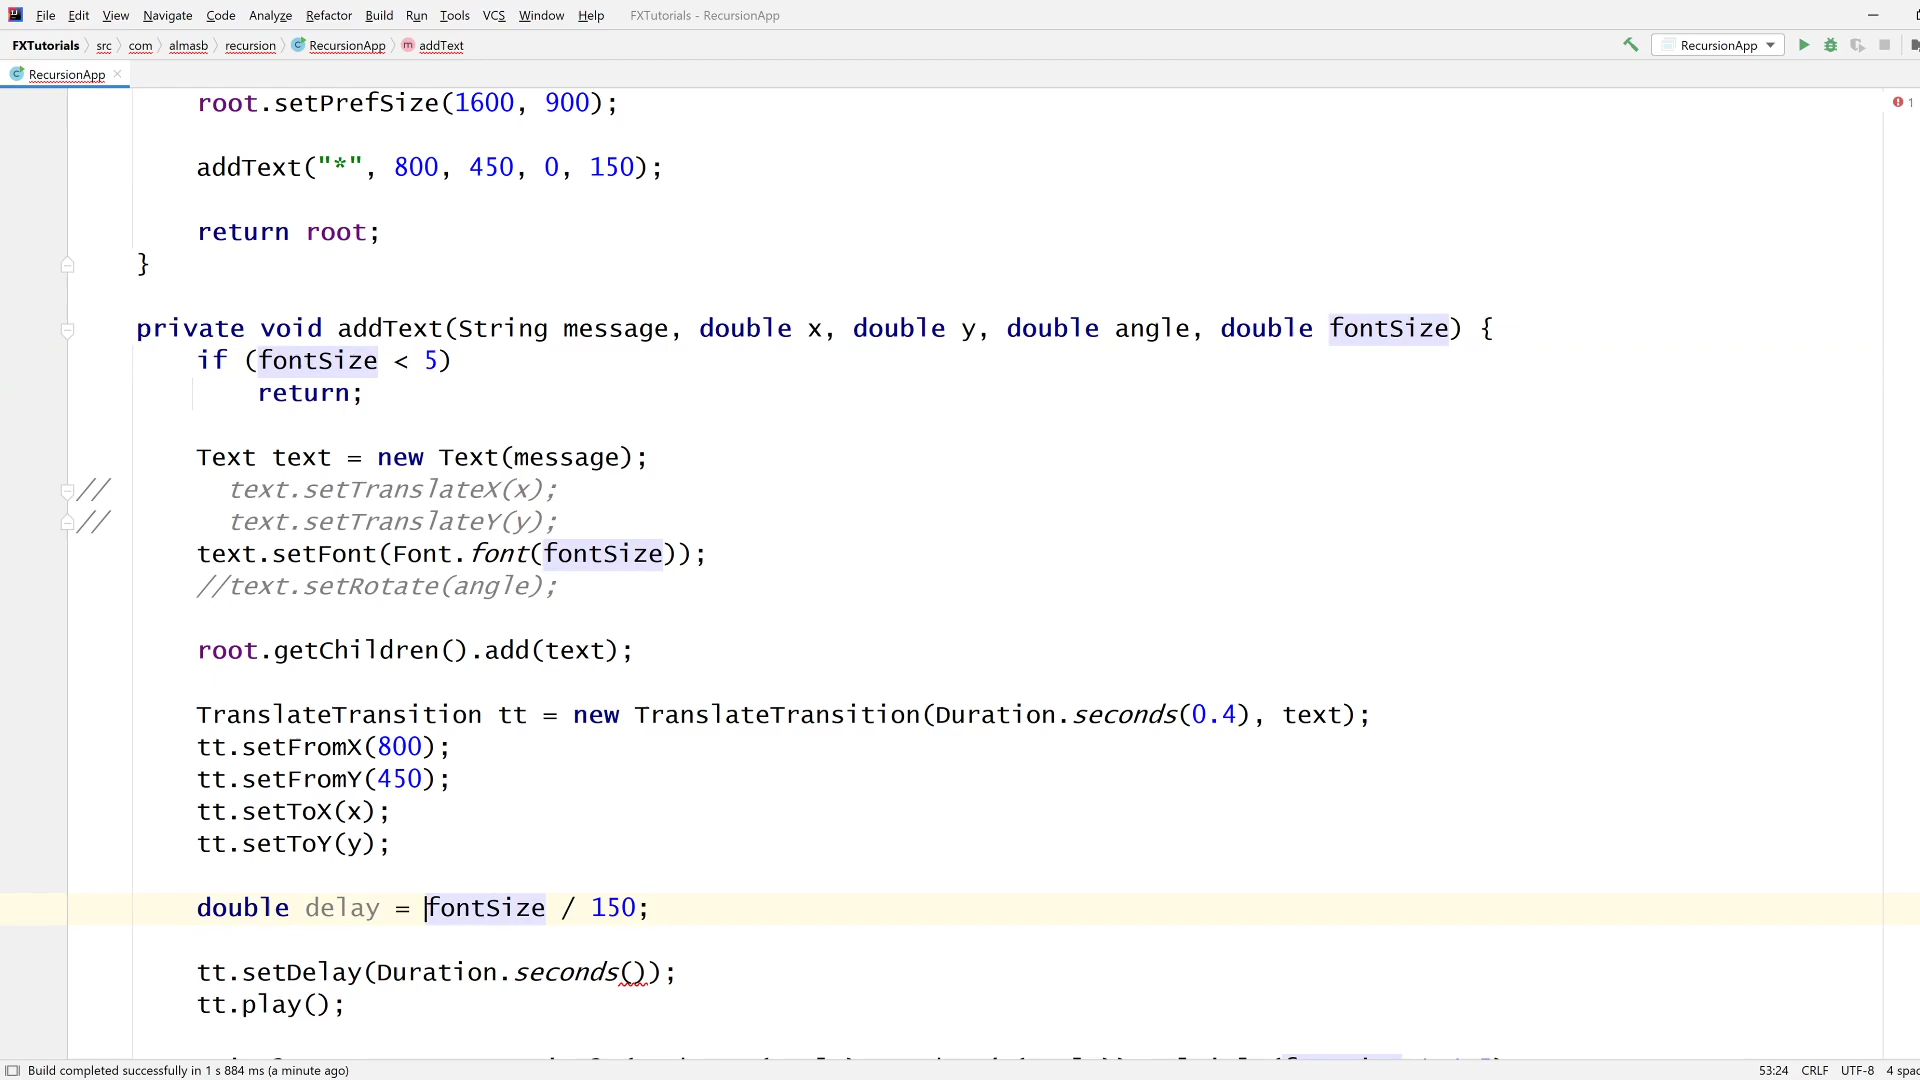 File Edit View Navigate Code Analyze Refactor Build Run Tools VCS Window Help FXTutorials - RecursionApp
FXTutorials src com almasb recursion RecursionApp addText RecursionApp
RecursionApp
root.setPrefSize(1600, 900);
1
addText("*", 800, 450, 0, 150);
return root;
}
private void addText(String message, double x, double y, double angle, double fontSize) {
if (fontSize < 5)
return;
Text text = new Text(message);
// text.setTranslateX(x);
// text.setTranslateY(y);
text.setFont(Font.font(fontSize));
//text.setRotate(angle);
root.getChildren().add(text);
TranslateTransition tt = new TranslateTransition(Duration.seconds(0.4), text);
tt.setFromX(800);
tt.setFromY(450);
tt.setToX(x);
tt.setToY(y);
double delay = fontSize / 150;
tt.setDelay(Duration.seconds());
tt.play();
Build completed successfully in 1 s 884 ms (a minute ago) 53:24 CRLF UTF-8 4 spac